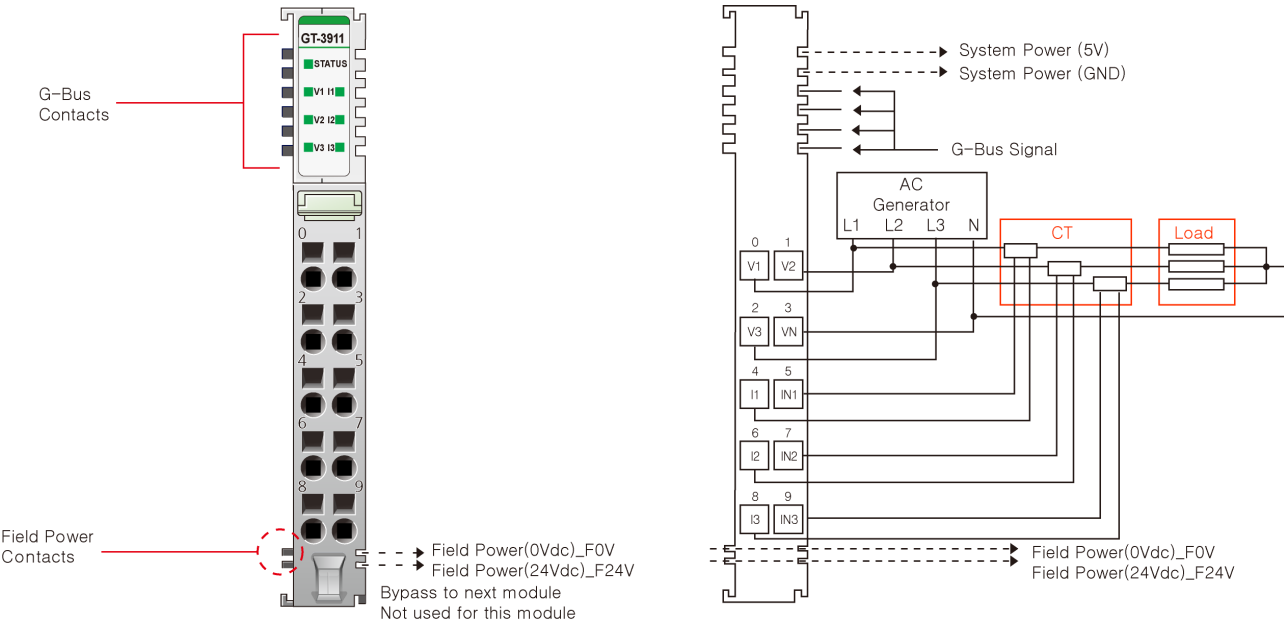 GT-3911
STATUS
V1 I1
V2 I2
V3 I3
G-Bus
Contacts
0 1
2 3
4 5
6 7
8 9
Field Power
Contacts
Field Power(0Vdc)_F0V
Field Power(24Vdc)_F24V
Bypass to next module
Not used for this module
System Power (5V)
System Power (GND)
G-Bus Signal
AC
Generator
L1 L2 L3 N
CT
Load
0 1
V1 V2
2 3
V3 VN
4 5
I1 IN1
6 7
I2 IN2
8 9
I3 IN3
Field Power(0Vdc)_F0V
Field Power(24Vdc)_F24V